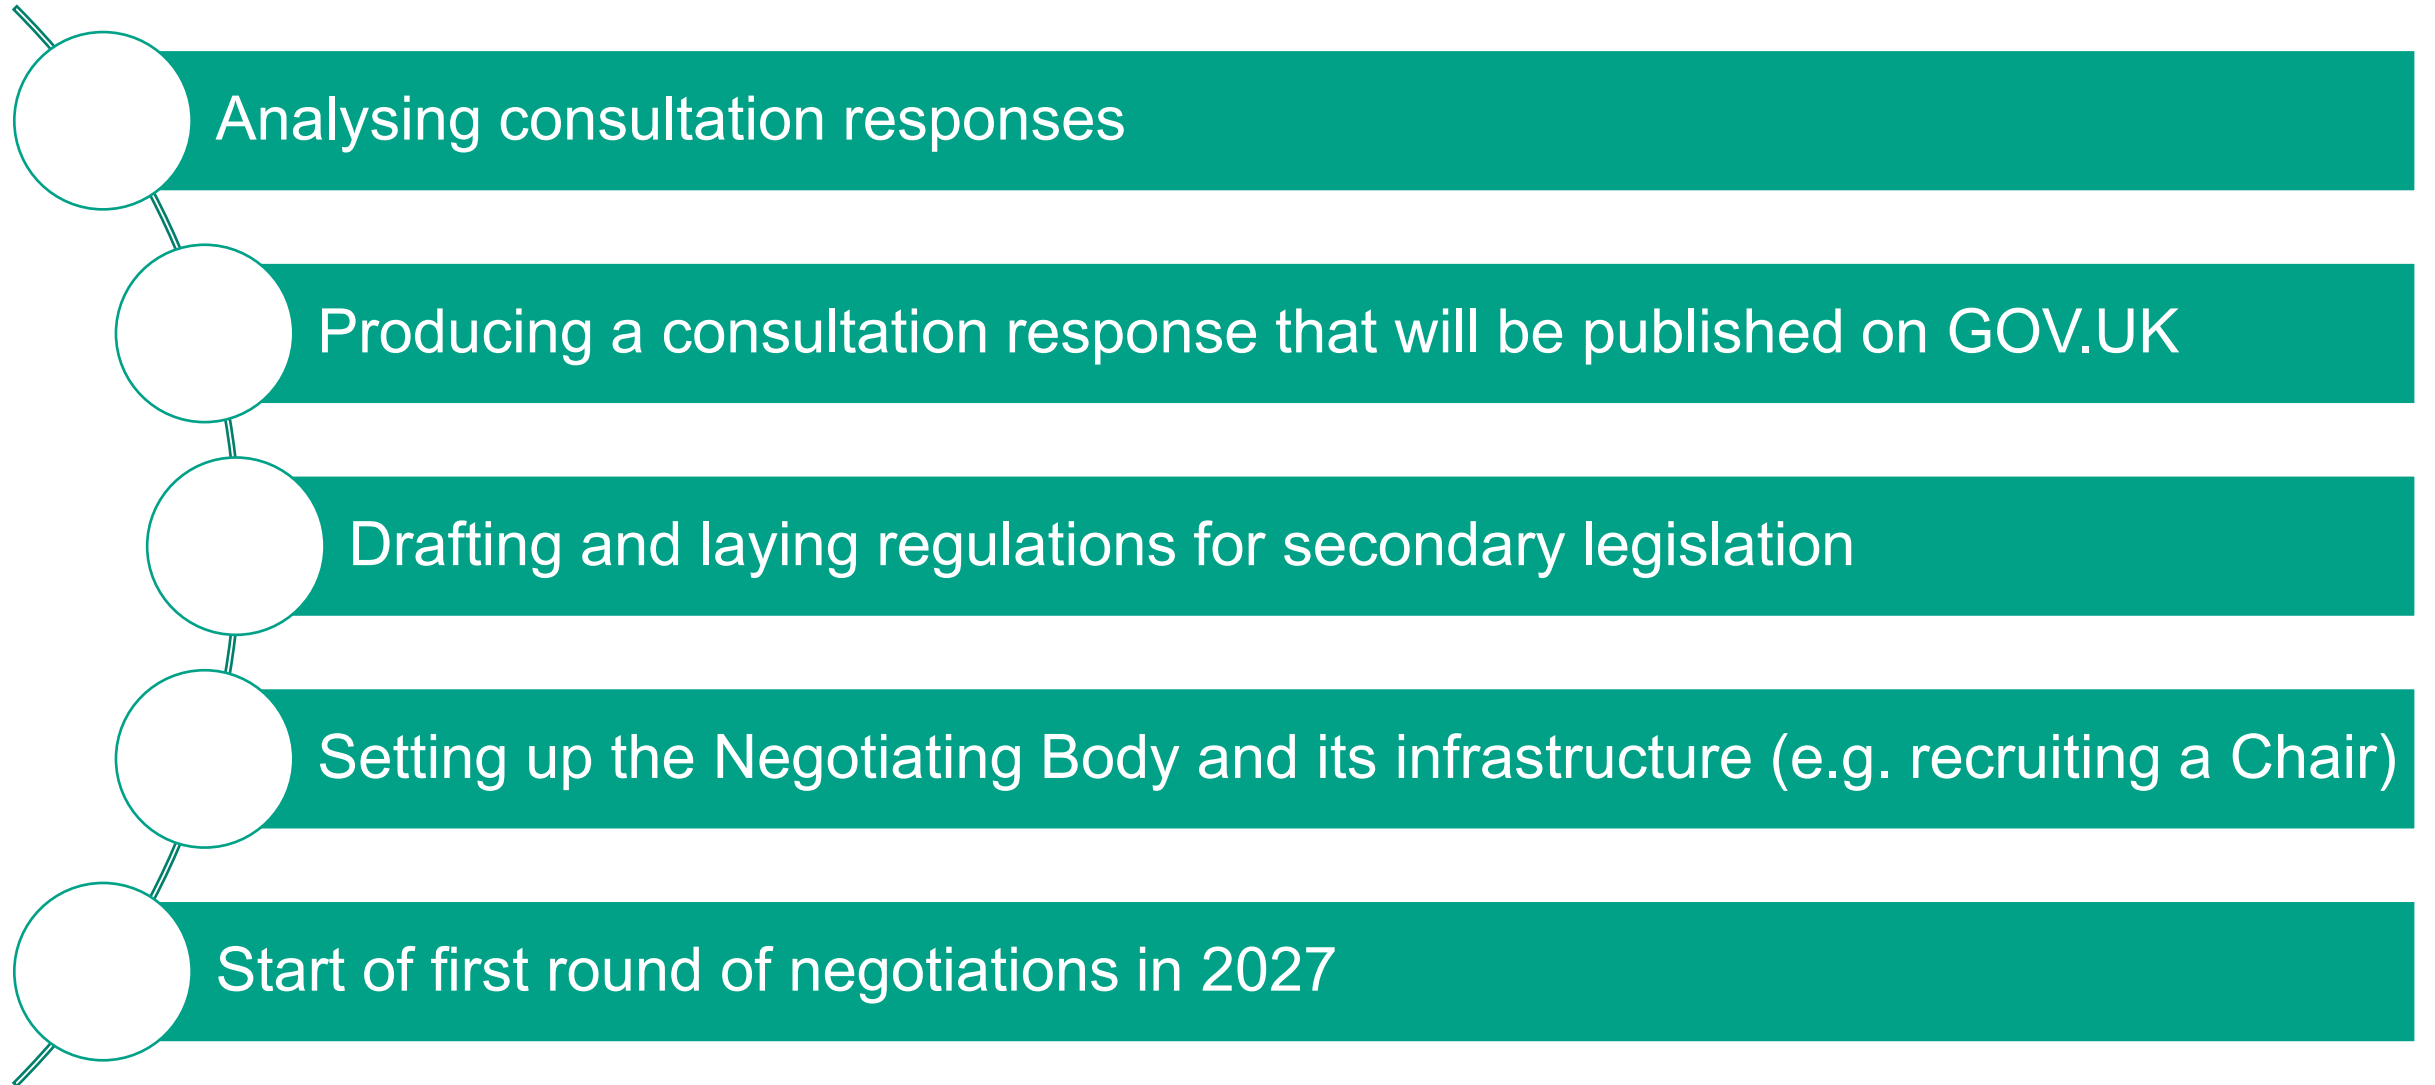 Analysing consultation responses
Producing a consultation response that will be published on GOV.UK
Drafting and laying regulations for secondary legislation
Setting up the Negotiating Body and its infrastructure (e.g. recruiting a Chair)
Start of first round of negotiations in 2027